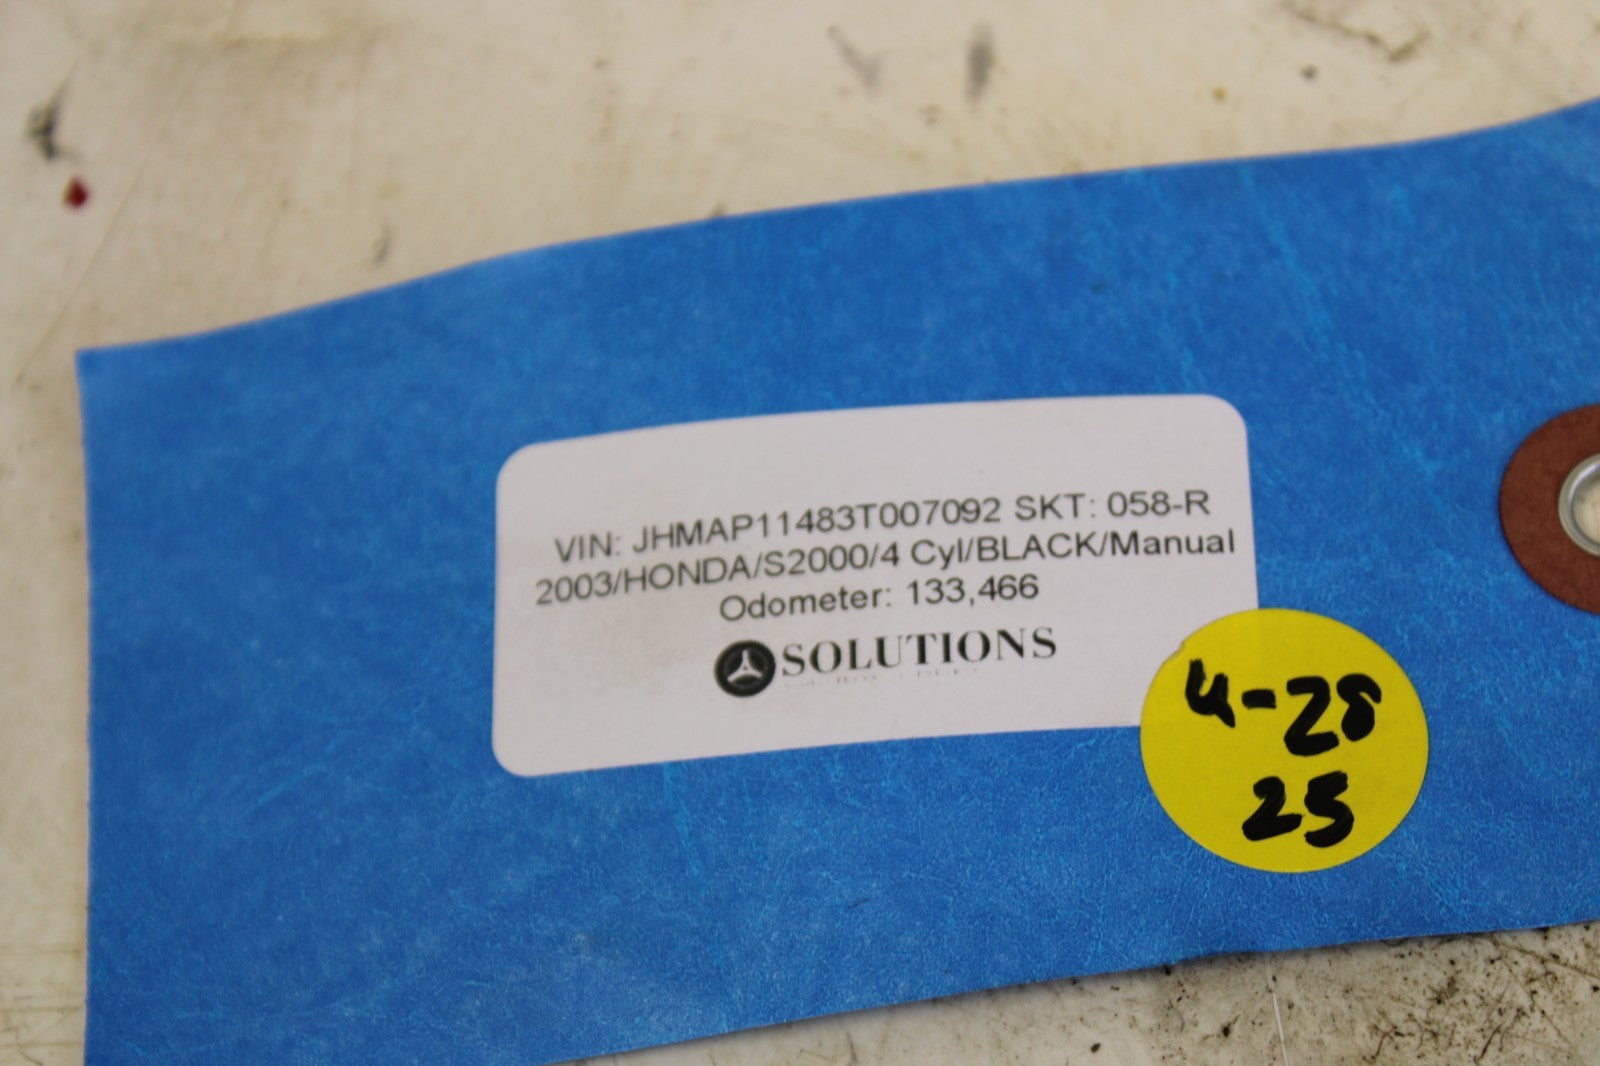 VIN: JHMAP11483T007092 SKT: 058-R
2003/HONDA/S2000/4 Cyl/BLACK/Manual
Odometer: 133,466
SOLUTIONS
4-28
25